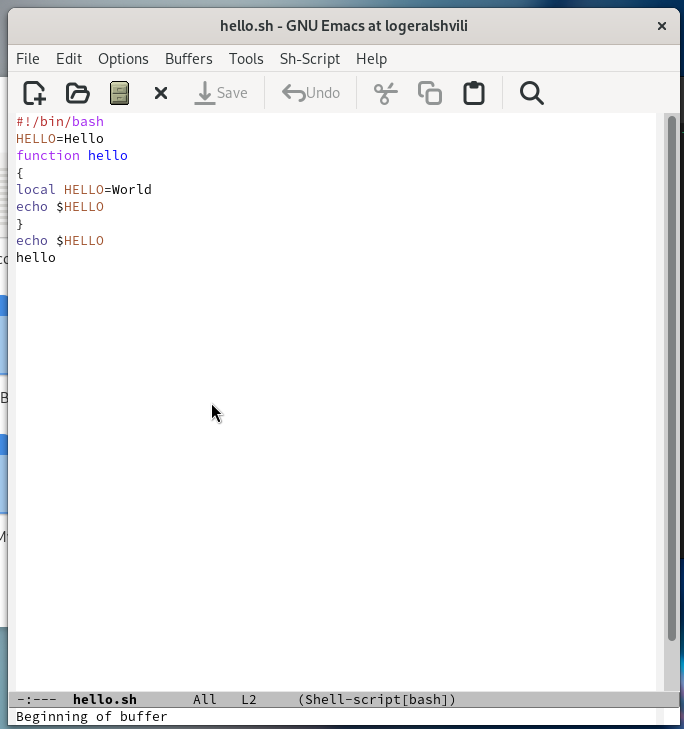 hello.sh - GNU Emacs at logeralshvili
File Edit Options Buffers Tools Sh-Script Help
Save Undo
#!/bin/bash
HELLO=Hello
function hello
{
local HELLO=World
echo $HELLO
}
echo $HELLO
hello
-:--- hello.sh All L2 (Shell-script[bash])
Beginning of buffer